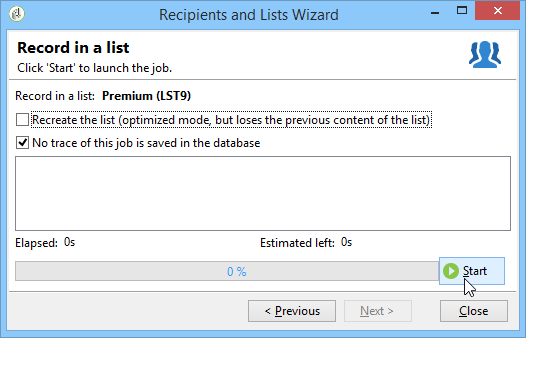 Recipients and Lists Wizard
Record in a list
Click 'Start' to launch the job.
Record in a list: Premium (LST9)
Recreate the list (optimized mode, but loses the previous content of the list)
No trace of this job is saved in the database
Elapsed: 0s Estimated left: 0s
0 % Start
< Previous Next > Close